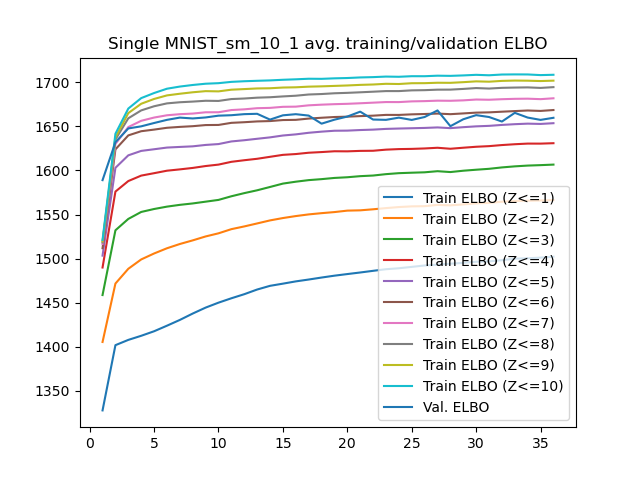 Single MNIST_sm_10_1 avg. training/validation ELBO
1700
1650
1600
1550
1500
1450
1400
1350
0
5
10
15
20
25
30
35
Train ELBO (Z<=1)
Train ELBO (Z<=2)
Train ELBO (Z<=3)
Train ELBO (Z<=4)
Train ELBO (Z<=5)
Train ELBO (Z<=6)
Train ELBO (Z<=7)
Train ELBO (Z<=8)
Train ELBO (Z<=9)
Train ELBO (Z<=10)
Val. ELBO